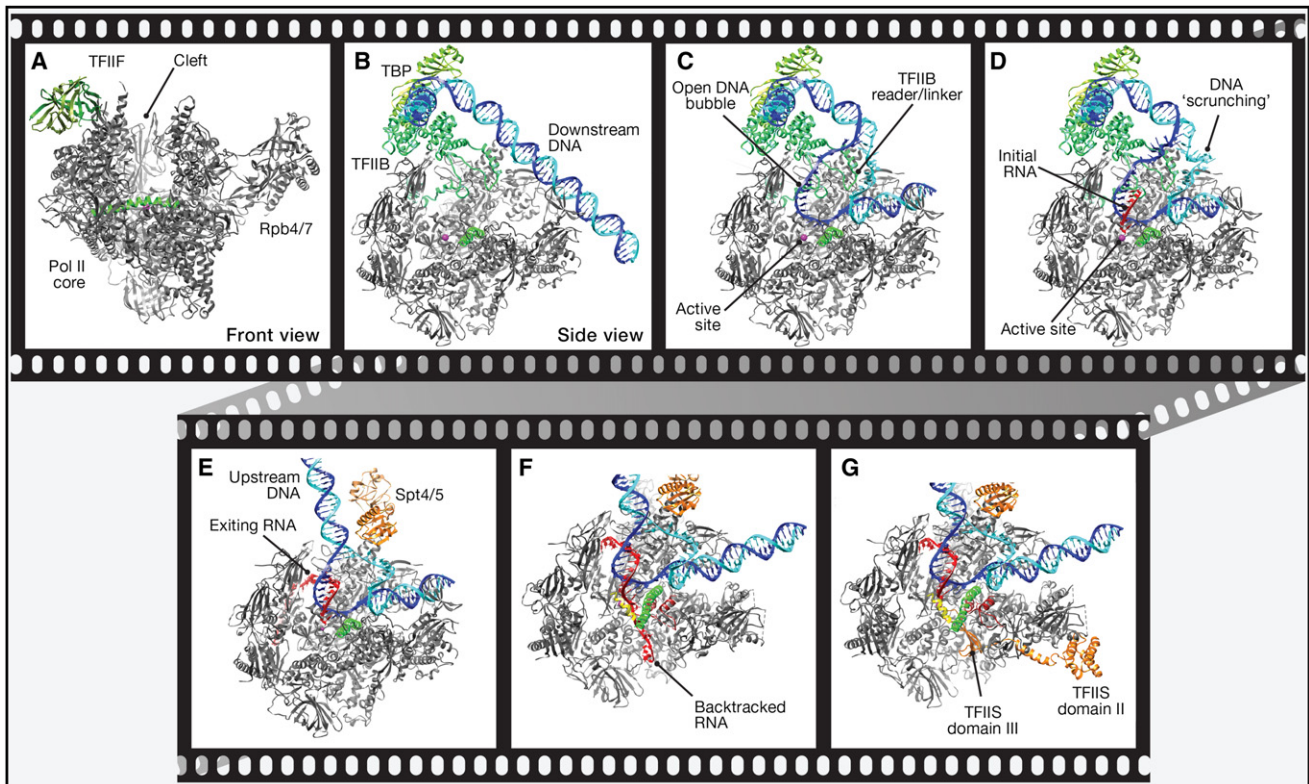 A
TFIIF
Cleft
Rpb4/7
Pol II
core
Front view
B
TBP
Downstream
DNA
TFIIB
Side view
C
Open DNA
bubble
TFIIB
reader/linker
Active
site
D
DNA
‘scrunching’
Initial
RNA
Active site
E
Upstream
DNA
Spt4/5
Exiting RNA
F
Backtracked
RNA
G
TFIIS
domain III
TFIIS
domain II